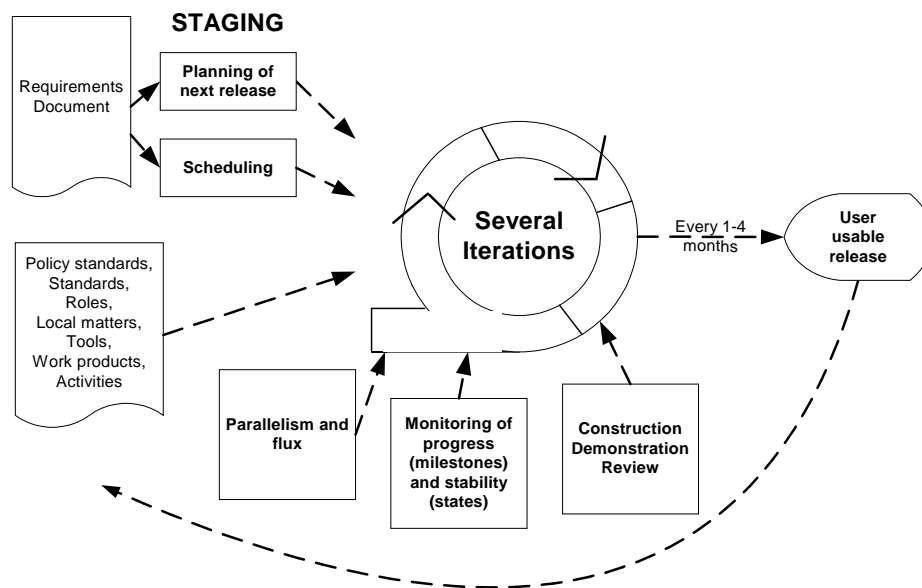 STAGING
Requirements
Document
Planning of
next release
Scheduling
Policy standards,
Standards,
Roles,
Local matters,
Tools,
Work products,
Activities
Several
Iterations
Every 1-4
months
User
usable
release
Parallelism and
flux
Monitoring of
progress
(milestones)
and stability
(states)
Construction
Demonstration
Review